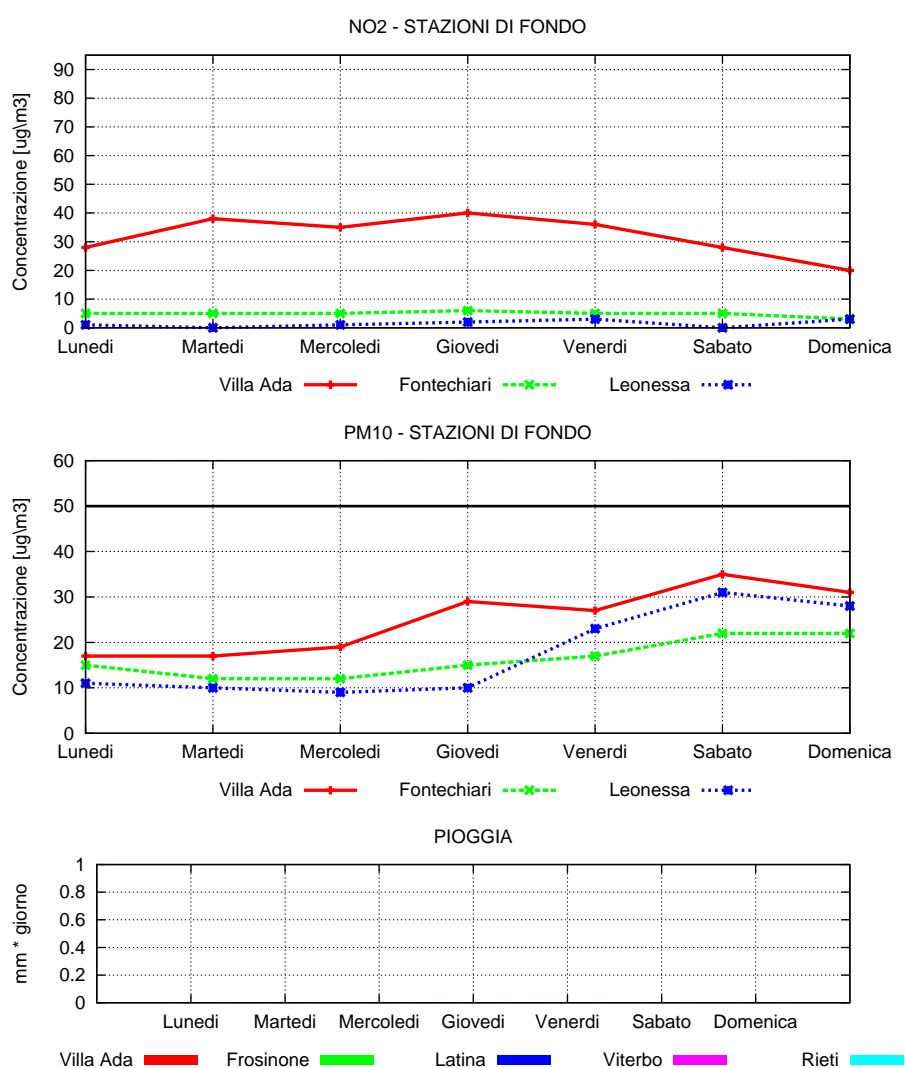 NO2 - STAZIONI DI FONDO
Concentrazione [ug\m3]
90
80
70
60
50
40
30
20
10
0
Lunedi Martedi Mercoledi Giovedi Venerdi Sabato Domenica
Villa Ada Fontechiari Leonessa
PM10 - STAZIONI DI FONDO
Concentrazione [ug\m3]
60
50
40
30
20
10
0
Lunedi Martedi Mercoledi Giovedi Venerdi Sabato Domenica
Villa Ada Fontechiari Leonessa
PIOGGIA
mm * giorno
1
0.8
0.6
0.4
0.2
0
Lunedi Martedi Mercoledi Giovedi Venerdi Sabato Domenica
Villa Ada Frosinone Latina Viterbo Rieti